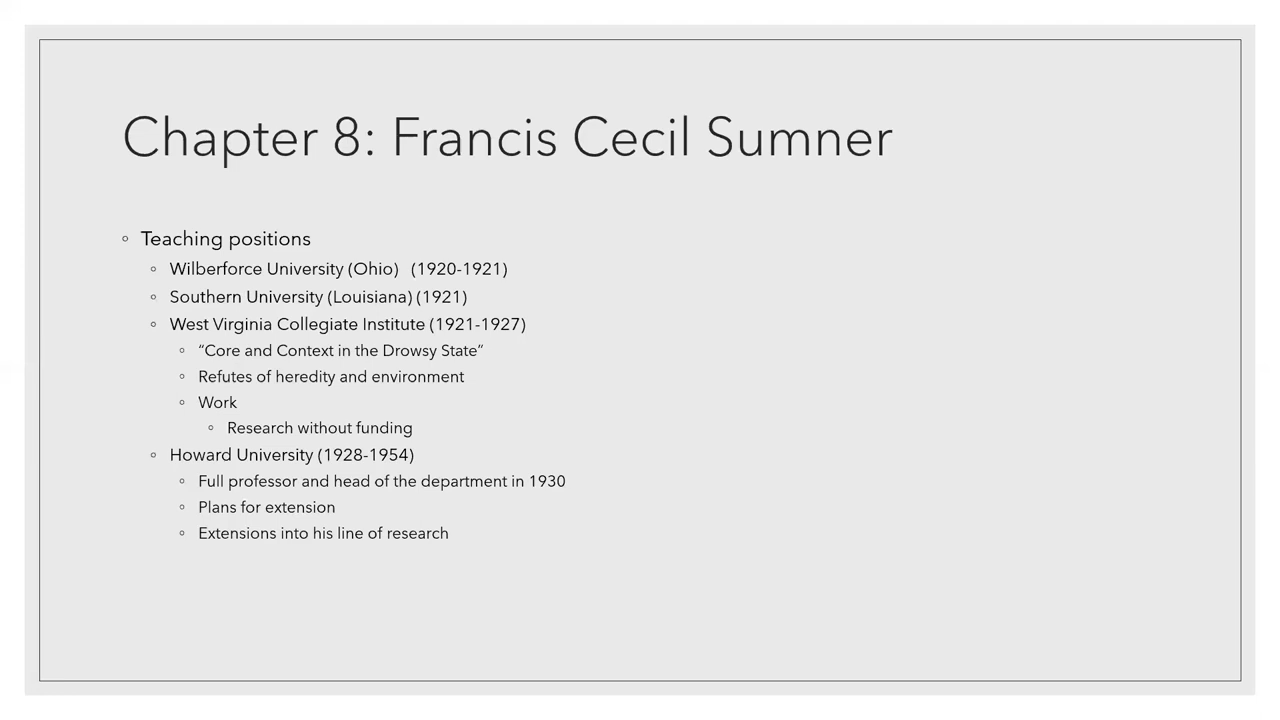 Chapter 8: Francis Cecil Sumner
Teaching positions
Wilberforce University (Ohio) (1920-1921)
Southern University (Louisiana) (1921)
West Virginia Collegiate Institute (1921-1927)
“Core and Context in the Drowsy State”
Refutes of heredity and environment
Work
Research without funding
Howard University (1928-1954)
Full professor and head of the department in 1930
Plans for extension
Extensions into his line of research